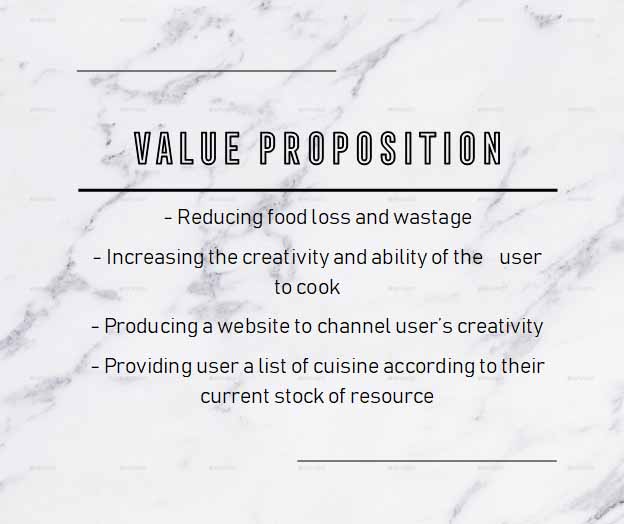 VALUE PROPOSITION
- Reducing food loss and wastage
- Increasing the creativity and ability of the user
to cook
- Producing a website to channel user's creativity
- Providing user a list of cuisine according to their
current stock of resource